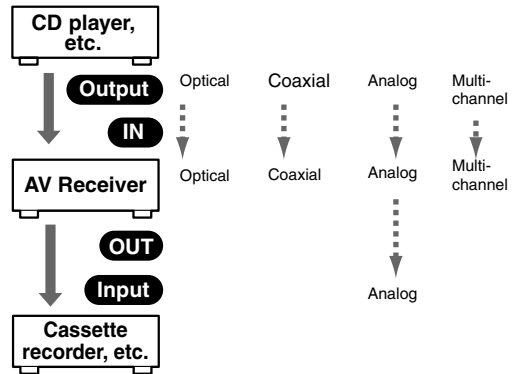 CD player,
etc.
Output
Optical
Coaxial
Analog
Multi-
channel
IN
AV Receiver
Optical
Coaxial
Analog
Multi-
channel
OUT
Input
Analog
Cassette
recorder, etc.